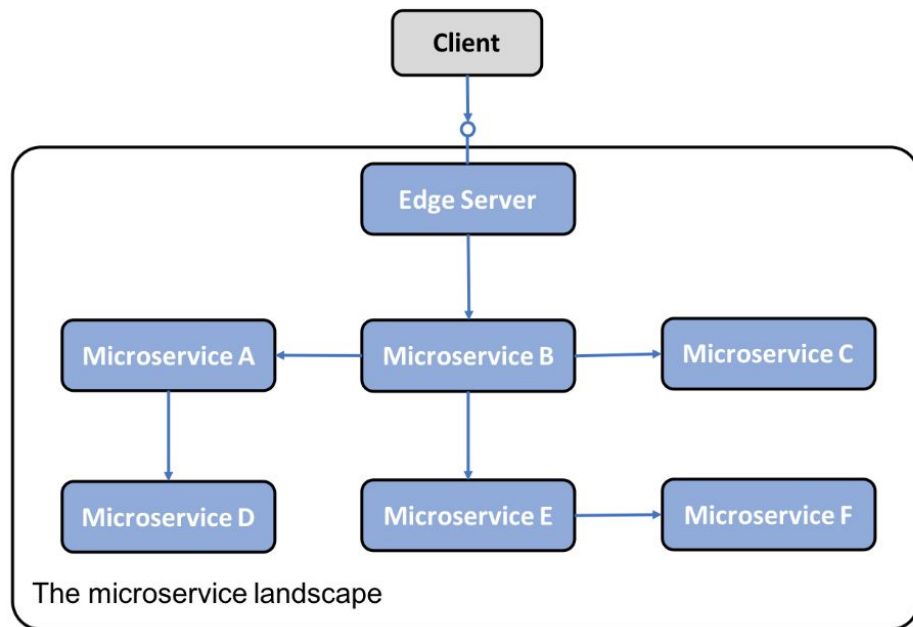 Client
Edge Server
Microservice A
Microservice B
Microservice C
Microservice D
Microservice E
Microservice F
The microservice landscape